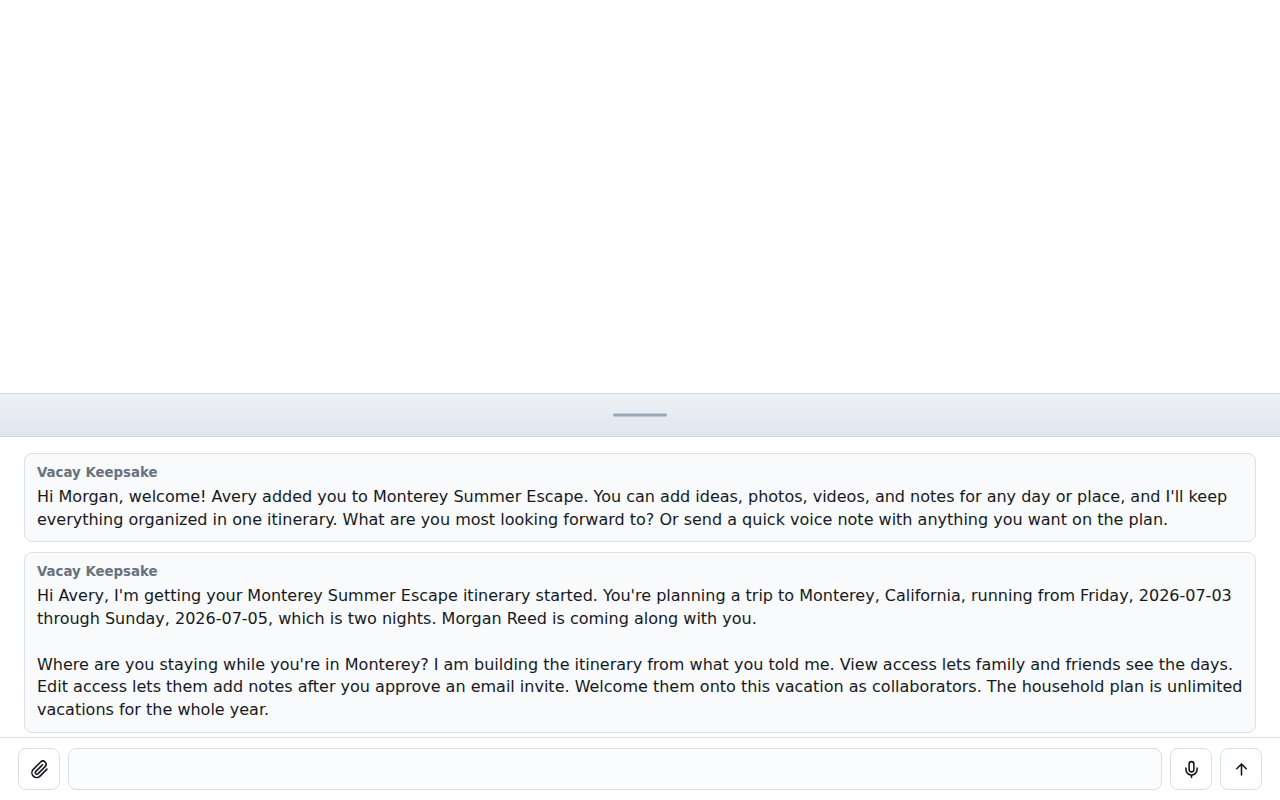 Vacay Keepsake
Hi Morgan, welcome! Avery added you to Monterey Summer Escape. You can add ideas, photos, videos, and notes for any day or place, and I'll keep
everything organized in one itinerary. What are you most looking forward to? Or send a quick voice note with anything you want on the plan.
Vacay Keepsake
Hi Avery, I'm getting your Monterey Summer Escape itinerary started. You're planning a trip to Monterey, California, running from Friday, 2026-07-03
through Sunday, 2026-07-05, which is two nights. Morgan Reed is coming along with you.
Where are you staying while you're in Monterey? I am building the itinerary from what you told me. View access lets family and friends see the days.
Edit access lets them add notes after you approve an email invite. Welcome them onto this vacation as collaborators. The household plan is unlimited
vacations for the whole year.